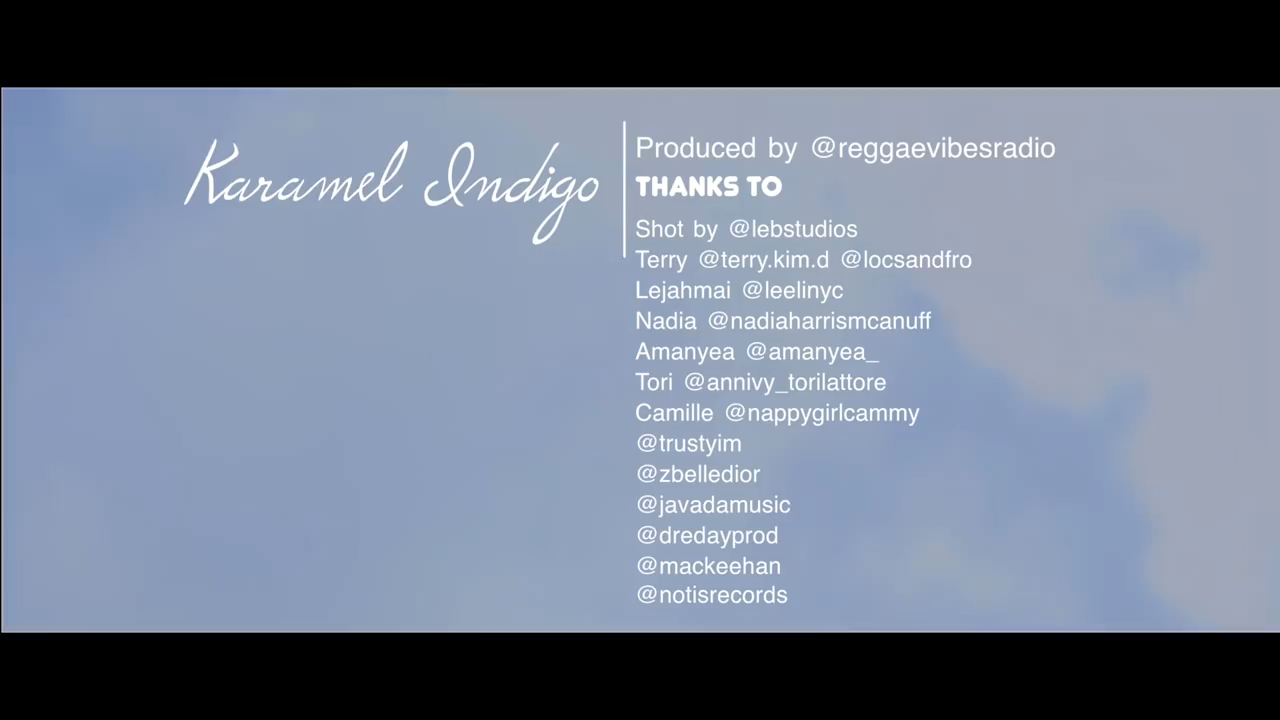 Karamel Indigo
Produced by @reggaevibesradio
THANKS TO
Shot by @lebstudios
Terry @terry.kim.d @locsandfro
Lejahmai @leelinyc
Nadia @nadiaharrismcanuff
Amanyea @amanyea_
Tori @annivy_torilattore
Camille @nappygirlcammy
@trustyim
@zbelledior
@javadamusic
@dredayprod
@mackeehan
@notisrecords